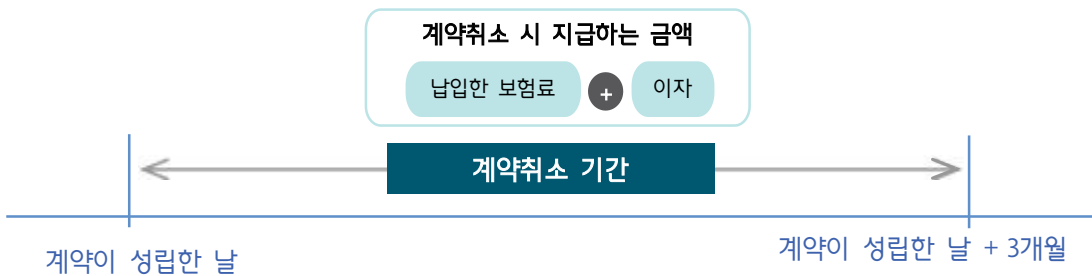 계약취소 시 지급하는 금액
납입한 보험료 + 이자
계약취소 기간
계약이 성립한 날
계약이 성립한 날 + 3개월